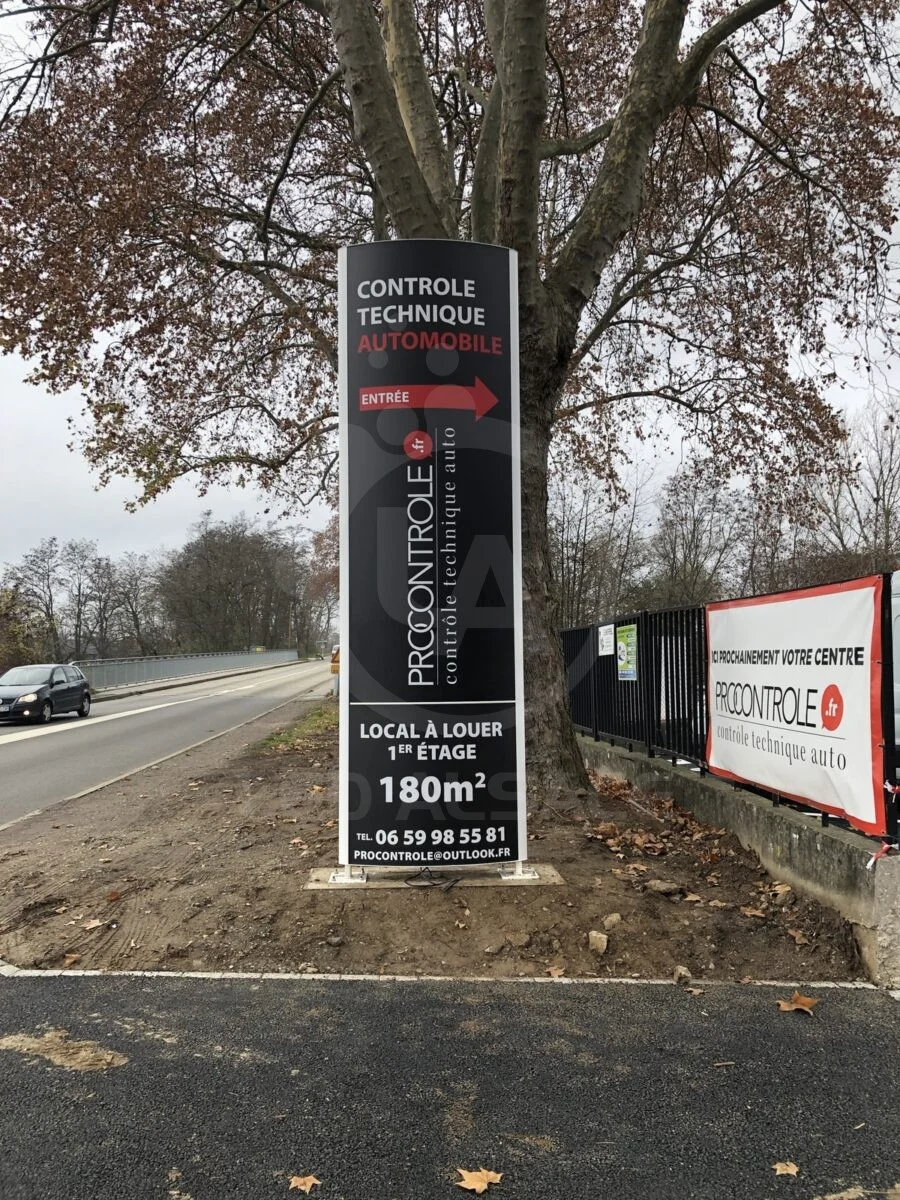 CONTROLE
TECHNIQUE
AUTOMOBILE
ENTRÉE
PROCONTROLE.fr
contrôle technique auto
LOCAL À LOUER
1ER ÉTAGE
180m²
TEL. 06 59 98 55 81
PROCONTROLE@OUTLOOK.FR
ICI PROCHAINEMENT VOTRE CENTRE
PROCONTROLE.fr
contrôle technique auto